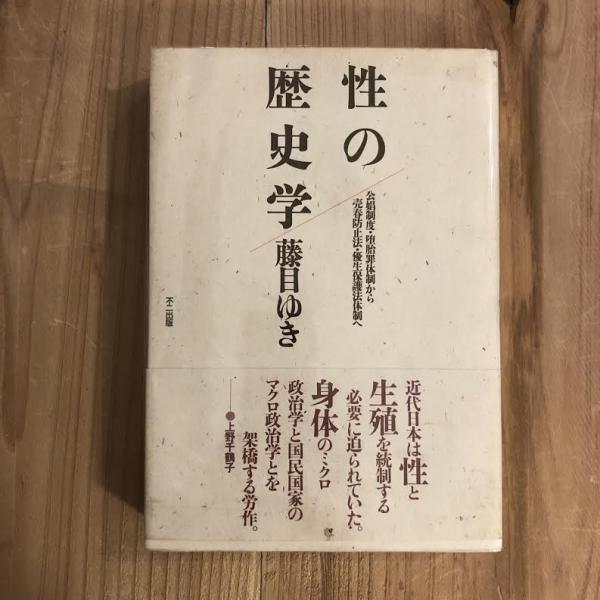 性の
歴史学
公娼制度・堕胎罪体制から
売春防止法・優生保護法体制へ
藤目ゆき
不二出版
近代日本は性と
生殖を統制する
必要に迫られていた。
身体のミクロ
政治学と国民国家の
マクロ政治学とを
架橋する労作。
──●上野千鶴子